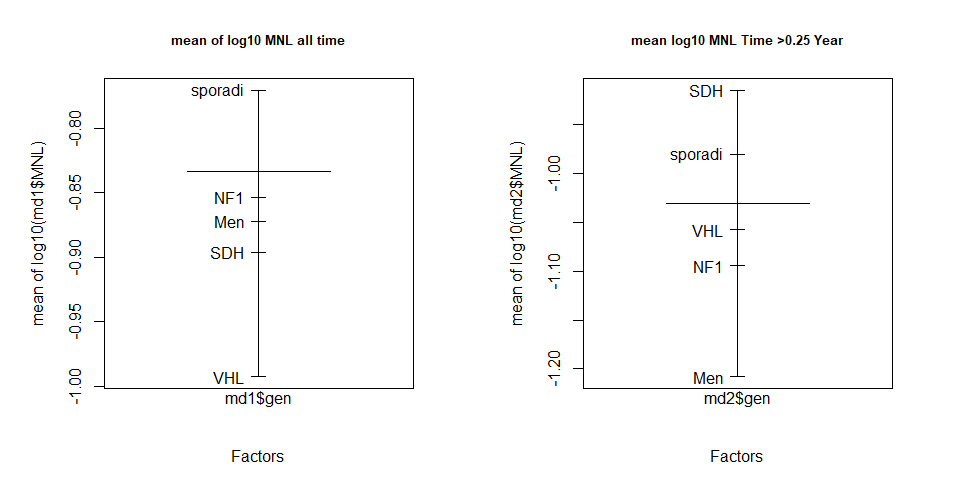 mean of log10 MNL all time
mean of log10(md1$MNL)
-0.80
-0.85
-0.90
-0.95
-1.00
sporadi
NF1
Men
SDH
VHL
md1$gen
Factors
mean log10 MNL Time >0.25 Year
mean of log10(md2$MNL)
-1.00
-1.10
-1.20
SDH
sporadi
VHL
NF1
Men
md2$gen
Factors